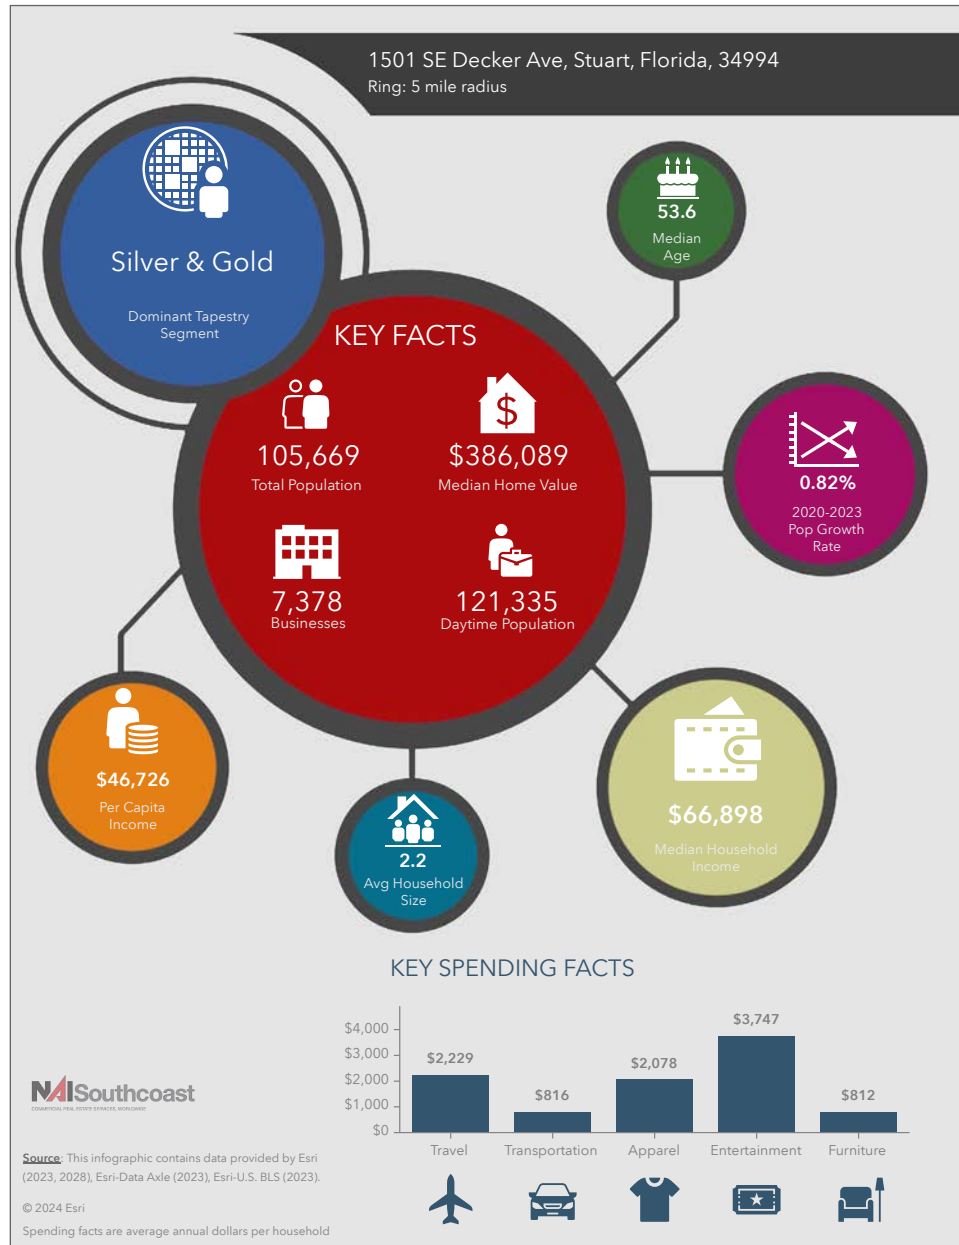 1501 SE Decker Ave, Stuart, Florida, 34994
Ring: 5 mile radius
Silver & Gold
Dominant Tapestry
Segment
53.6
Median
Age
KEY FACTS
105,669
Total Population
$386,089
Median Home Value
7,378
Businesses
121,335
Daytime Population
0.82%
2020-2023
Pop Growth
Rate
$46,726
Per Capita
Income
2.2
Avg Household
Size
$66,898
Median Household
Income
KEY SPENDING FACTS
$4,000
$3,000
$2,000
$1,000
$0
$2,229
$816
$2,078
$3,747
$812
Travel
Transportation
Apparel
Entertainment
Furniture
NAISouthcoast
COMMERCIAL REAL ESTATE SERVICES, WORLDWIDE
Source: This infographic contains data provided by Esri
(2023, 2028), Esri-Data Axle (2023), Esri-U.S. BLS (2023).
© 2024 Esri
Spending facts are average annual dollars per household